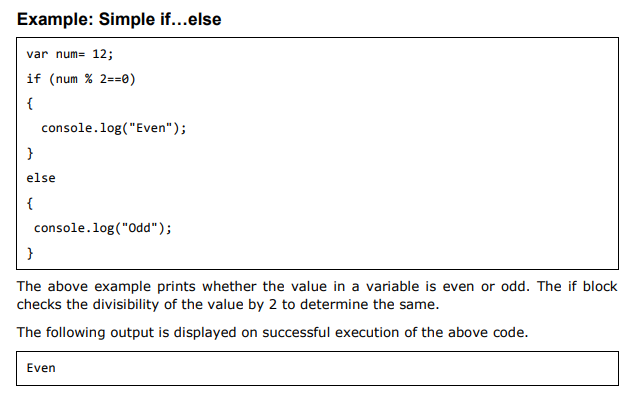 Example: Simple if…else
var num= 12;
if (num % 2==0)
{
console.log("Even");
}
else
{
console.log("Odd");
}
The above example prints whether the value in a variable is even or odd. The if block
checks the divisibility of the value by 2 to determine the same.
The following output is displayed on successful execution of the above code.
Even